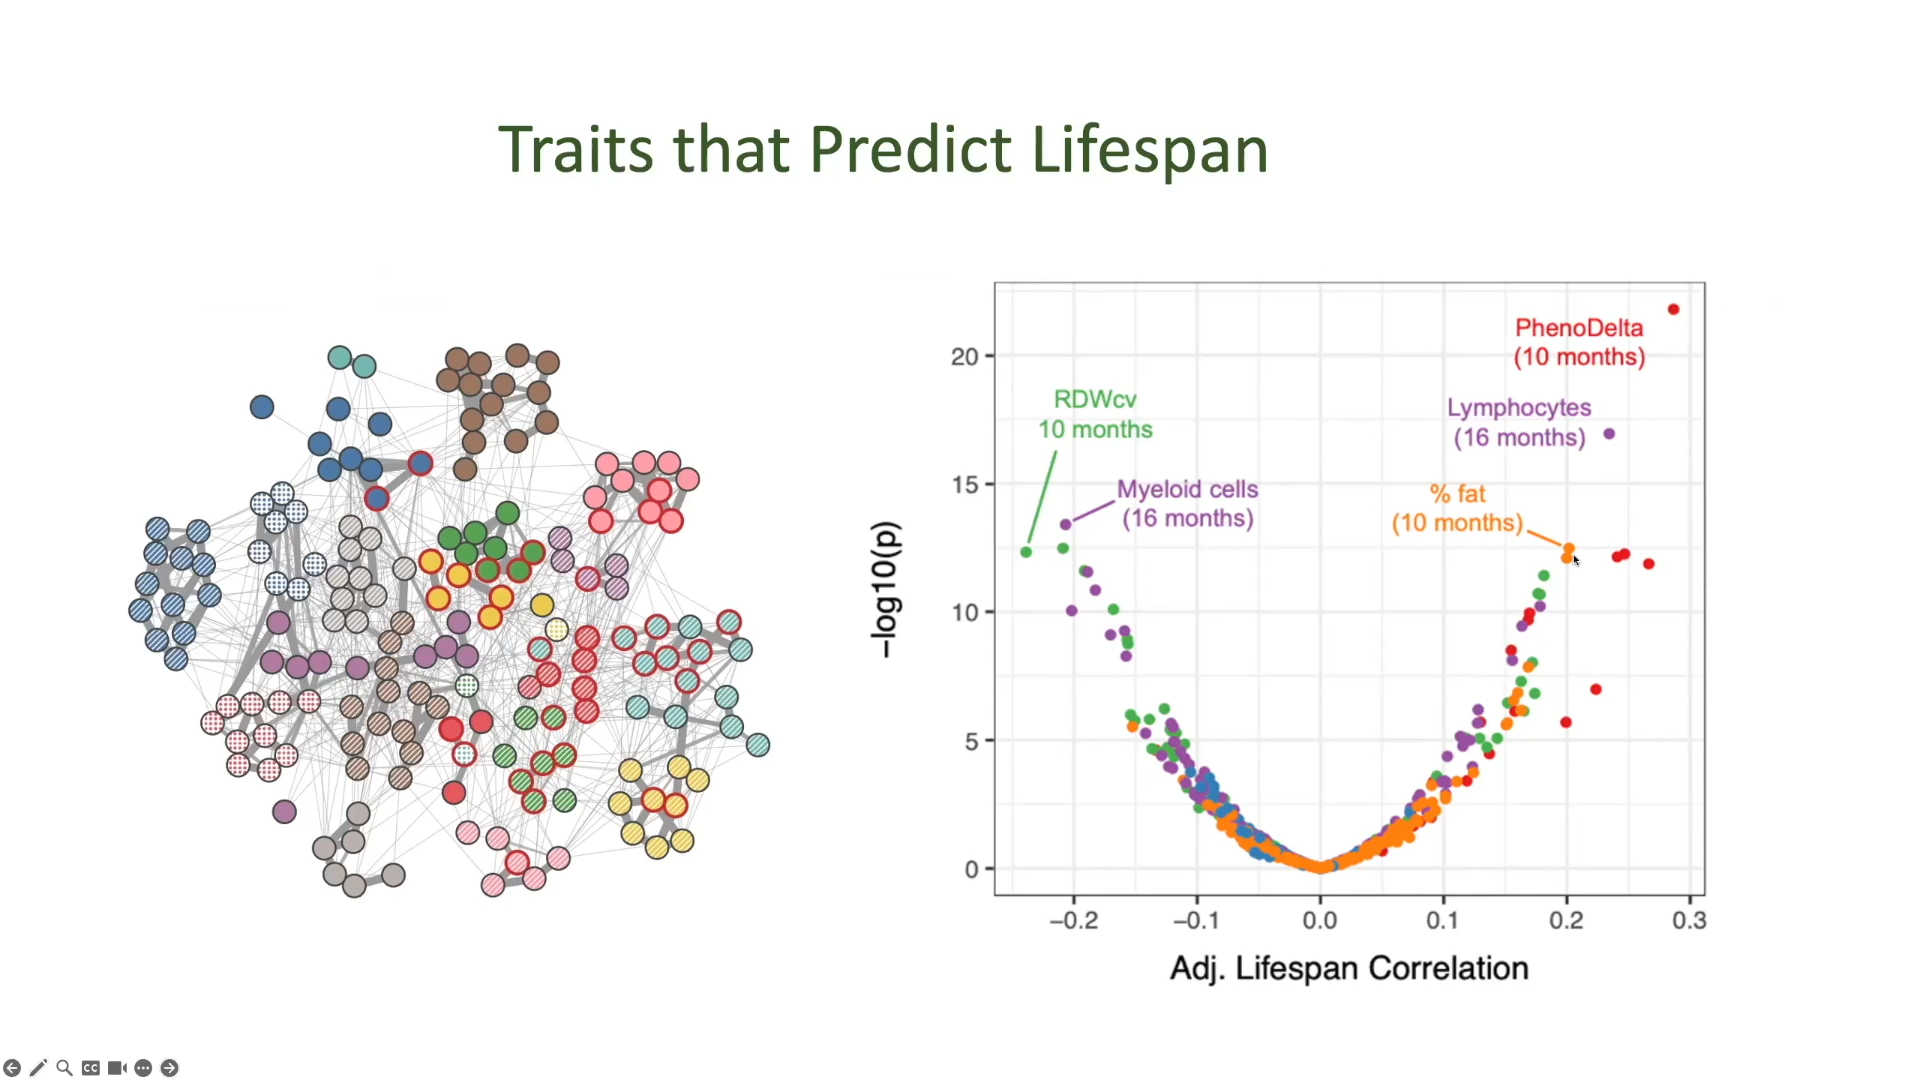 Traits that Predict Lifespan
PhenoDelta
(10 months)
Lymphocytes
(16 months)
RDWcv
10 months
Myeloid cells
(16 months)
% fat
(10 months)
−log10(p)
20
15
10
5
0
−0.2
−0.1
0.0
0.1
0.2
0.3
Adj. Lifespan Correlation
CC